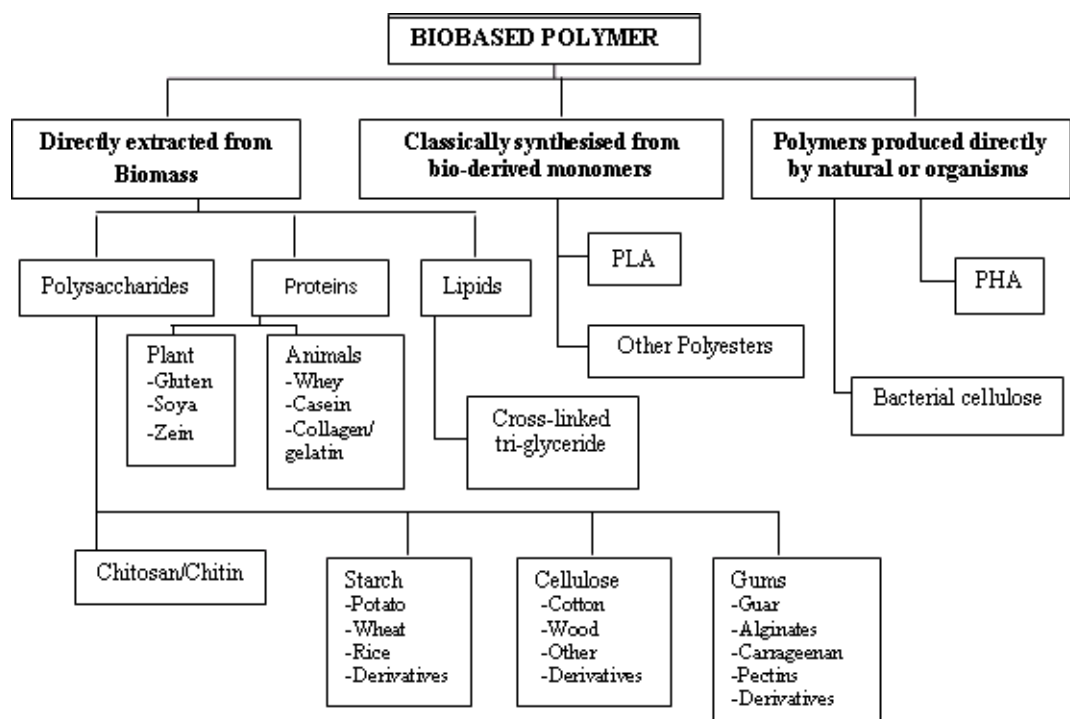 BIOBASED POLYMER
Directly extracted from
Biomass
Classically synthesised from
bio-derived monomers
Polymers produced directly
by natural or organisms
Polysaccharides
Proteins
Lipids
PLA
PHA
Other Polyesters
Plant
-Gluten
-Soya
-Zein
Animals
-Whey
-Casein
-Collagen/
gelatin
Cross-linked
tri-glyceride
Bacterial cellulose
Chitosan/Chitin
Starch
-Potato
-Wheat
-Rice
-Derivatives
Cellulose
-Cotton
-Wood
-Other
-Derivatives
Gums
-Guar
-Alginates
-Carrageenan
-Pectins
-Derivatives